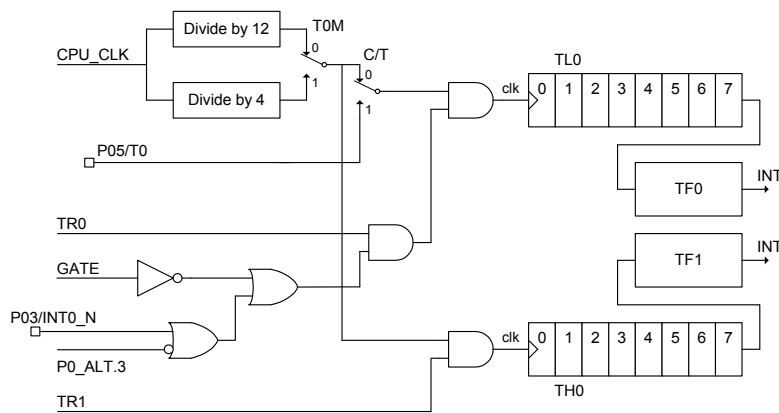 Divide by 12
T0M
CPU_CLK
0
C/T
TL0
1
0
clk
0 1 2 3 4 5 6 7
Divide by 4
1
P05/T0
INT
TF0
TR0
GATE
INT
TF1
P03/INT0_N
clk
0 1 2 3 4 5 6 7
P0_ALT.3
TH0
TR1